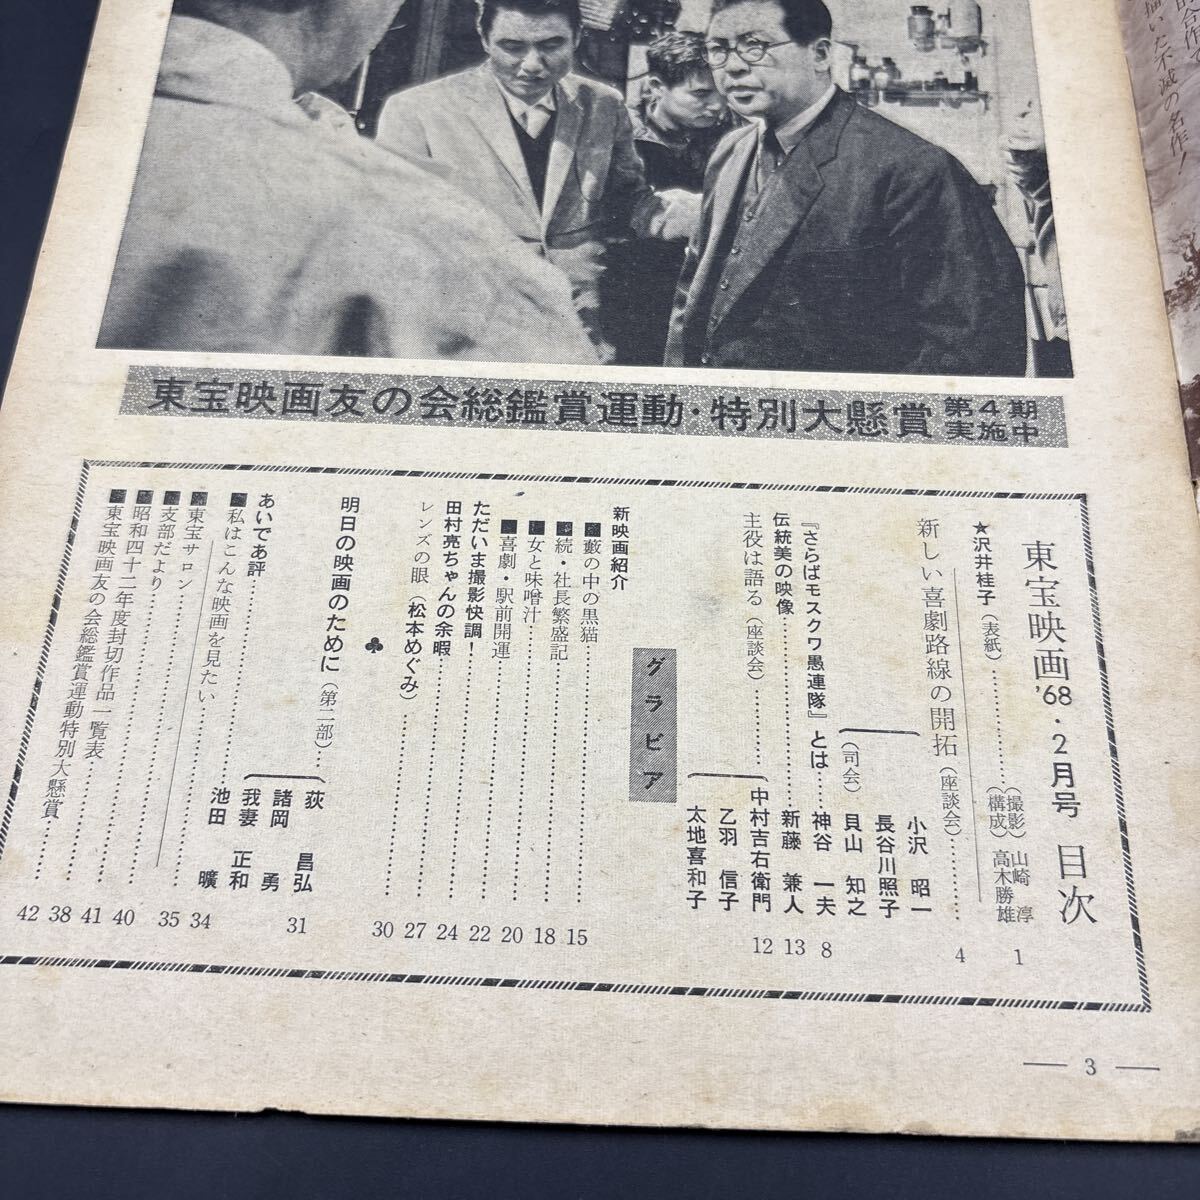 的合作で
描いた不滅の名作！
東宝映画友の会総鑑賞運動・特別大懸賞 第4期実施中
東宝映画'68・2月号 目次
★沢井桂子（表紙）…………（撮影）山崎 淳 1
（構成）高木勝雄
新しい喜劇路線の開拓（座談会）………… 4
小沢 昭一
長谷川照子
（司会）貝山 知之
『さらばモスクワ愚連隊』とは……神谷 一夫 8
伝統美の映像…………新藤 兼人 13
主役は語る（座談会）…………中村吉右衛門 12
乙羽 信子
太地喜和子
グラビア
新映画紹介
■藪の中の黒猫………… 15
■続・社長繁盛記………… 18
■女と味噌汁………… 20
■喜劇・駅前開運………… 22
ただいま撮影快調！………… 24
田村亮ちゃんの余暇………… 27
レンズの眼（松本めぐみ）………… 30
♣
明日の映画のために（第二部）……荻 昌弘 31
諸岡 勇
我妻 正和
あいであ評…………池田 曠
■私はこんな映画を見たい………… 34
■東宝サロン………… 35
■支部だより………… 40
■昭和四十二年度封切作品一覧表………… 41
■東宝映画友の会総鑑賞運動特別大懸賞………… 38
42
— 3 —